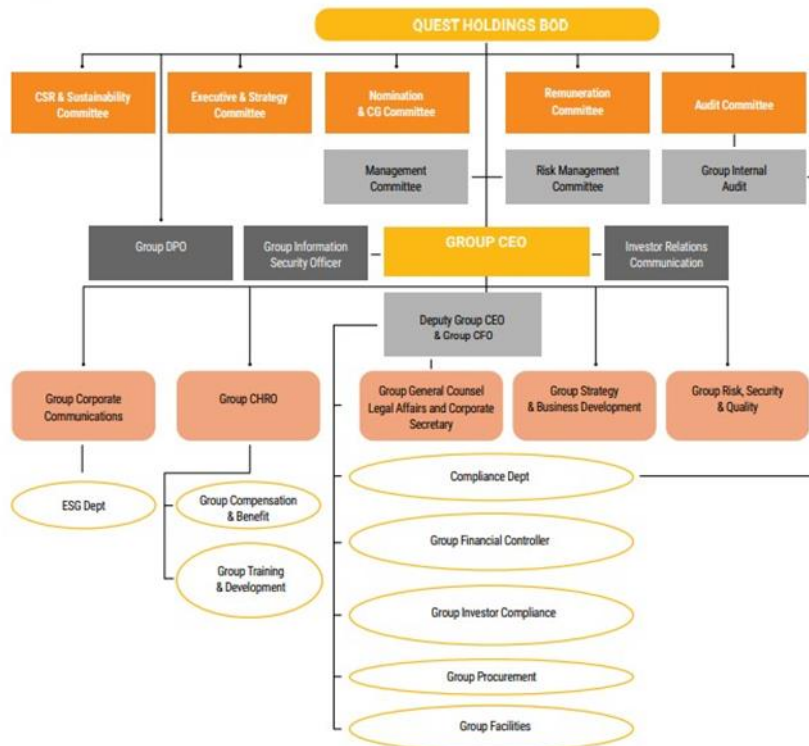 QUEST HOLDINGS BOD
CSR & Sustainability
Committee
Executive & Strategy
Committee
Nomination
& CG Committee
Remuneration
Committee
Audit Committee
Management
Committee
Risk Management
Committee
Group Internal
Audit
Group DPO
Group Information
Security Officer
GROUP CEO
Investor Relations
Communication
Deputy Group CEO
& Group CFO
Group Corporate
Communications
Group CHRO
Group General Counsel
Legal Affairs and Corporate
Secretary
Group Strategy
& Business Development
Group Risk, Security
& Quality
ESG Dept
Group Compensation
& Benefit
Group Training
& Development
Compliance Dept
Group Financial Controller
Group Investor Compliance
Group Procurement
Group Facilities